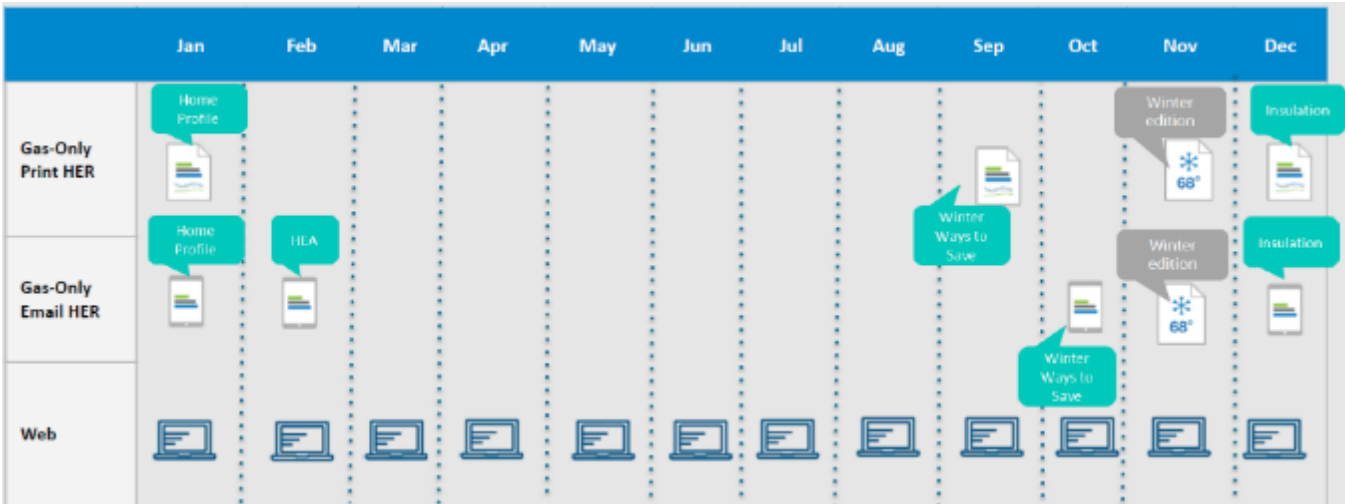 Jan Feb Mar Apr May Jun Jul Aug Sep Oct Nov Dec
Gas-Only
Print HER
Home
Profile
Winter
Ways to
Save
Winter
edition
68°
Insulation
Gas-Only
Email HER
Home
Profile
HEA
Winter
Ways to
Save
Winter
edition
68°
Insulation
Web